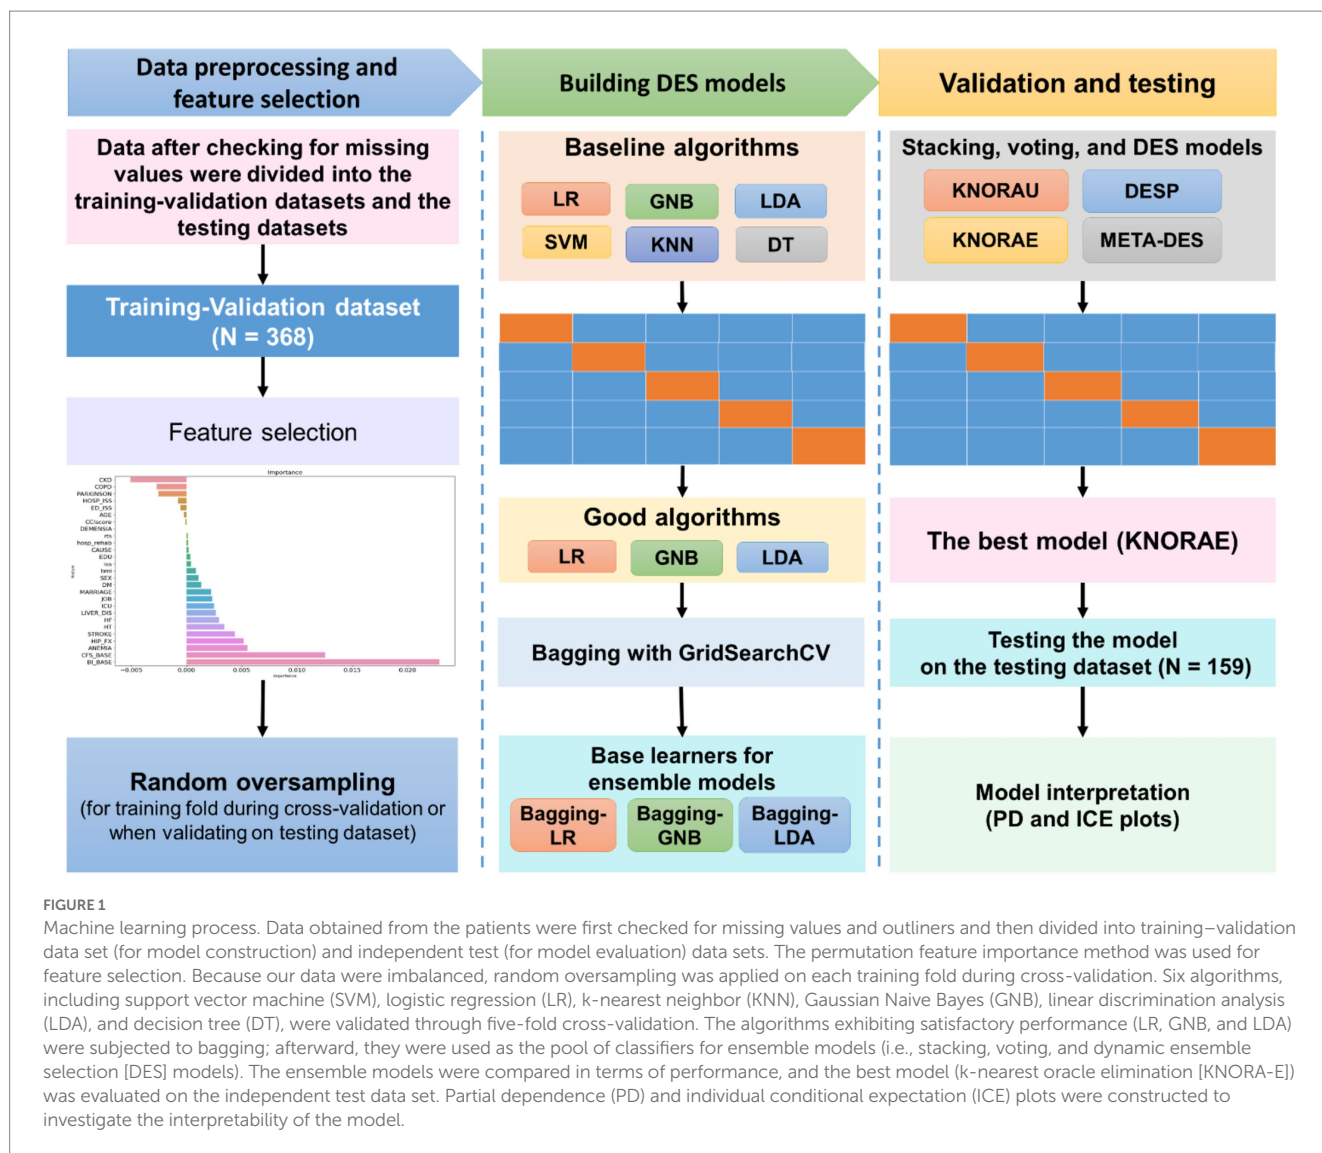 Data preprocessing and
feature selection
Building DES models
Validation and testing
Data after checking for missing
values were divided into the
training-validation datasets and the
testing datasets
Training-Validation dataset
(N = 368)
Feature selection
Importance
CKD
COPD
PARKINSON
HOSP_ISS
ED_ISS
AGE
CCIscore
DEMENSIA
rts
hosp_rehab
CAUSE
EDU
iss
bmi
SEX
DM
MARRIAGE
JOB
ICU
LIVER_DIS
HF
HT
STROKE
HIP_FX
ANEMIA
CFS_BASE
BI_BASE
−0.005
0.000
0.005
0.010
0.015
0.020
Importance
Random oversampling
(for training fold during cross-validation or
when validating on testing dataset)
Baseline algorithms
LR
GNB
LDA
SVM
KNN
DT
Good algorithms
LR
GNB
LDA
Bagging with GridSearchCV
Base learners for
ensemble models
Bagging-
LR
Bagging-
GNB
Bagging-
LDA
Stacking, voting, and DES models
KNORAU
DESP
KNORAE
META-DES
The best model (KNORAE)
Testing the model
on the testing dataset (N = 159)
Model interpretation
(PD and ICE plots)
FIGURE 1
Machine learning process. Data obtained from the patients were first checked for missing values and outliners and then divided into training–validation
data set (for model construction) and independent test (for model evaluation) data sets. The permutation feature importance method was used for
feature selection. Because our data were imbalanced, random oversampling was applied on each training fold during cross-validation. Six algorithms,
including support vector machine (SVM), logistic regression (LR), k-nearest neighbor (KNN), Gaussian Naive Bayes (GNB), linear discrimination analysis
(LDA), and decision tree (DT), were validated through five-fold cross-validation. The algorithms exhibiting satisfactory performance (LR, GNB, and LDA)
were subjected to bagging; afterward, they were used as the pool of classifiers for ensemble models (i.e., stacking, voting, and dynamic ensemble
selection [DES] models). The ensemble models were compared in terms of performance, and the best model (k-nearest oracle elimination [KNORA-E])
was evaluated on the independent test data set. Partial dependence (PD) and individual conditional expectation (ICE) plots were constructed to
investigate the interpretability of the model.